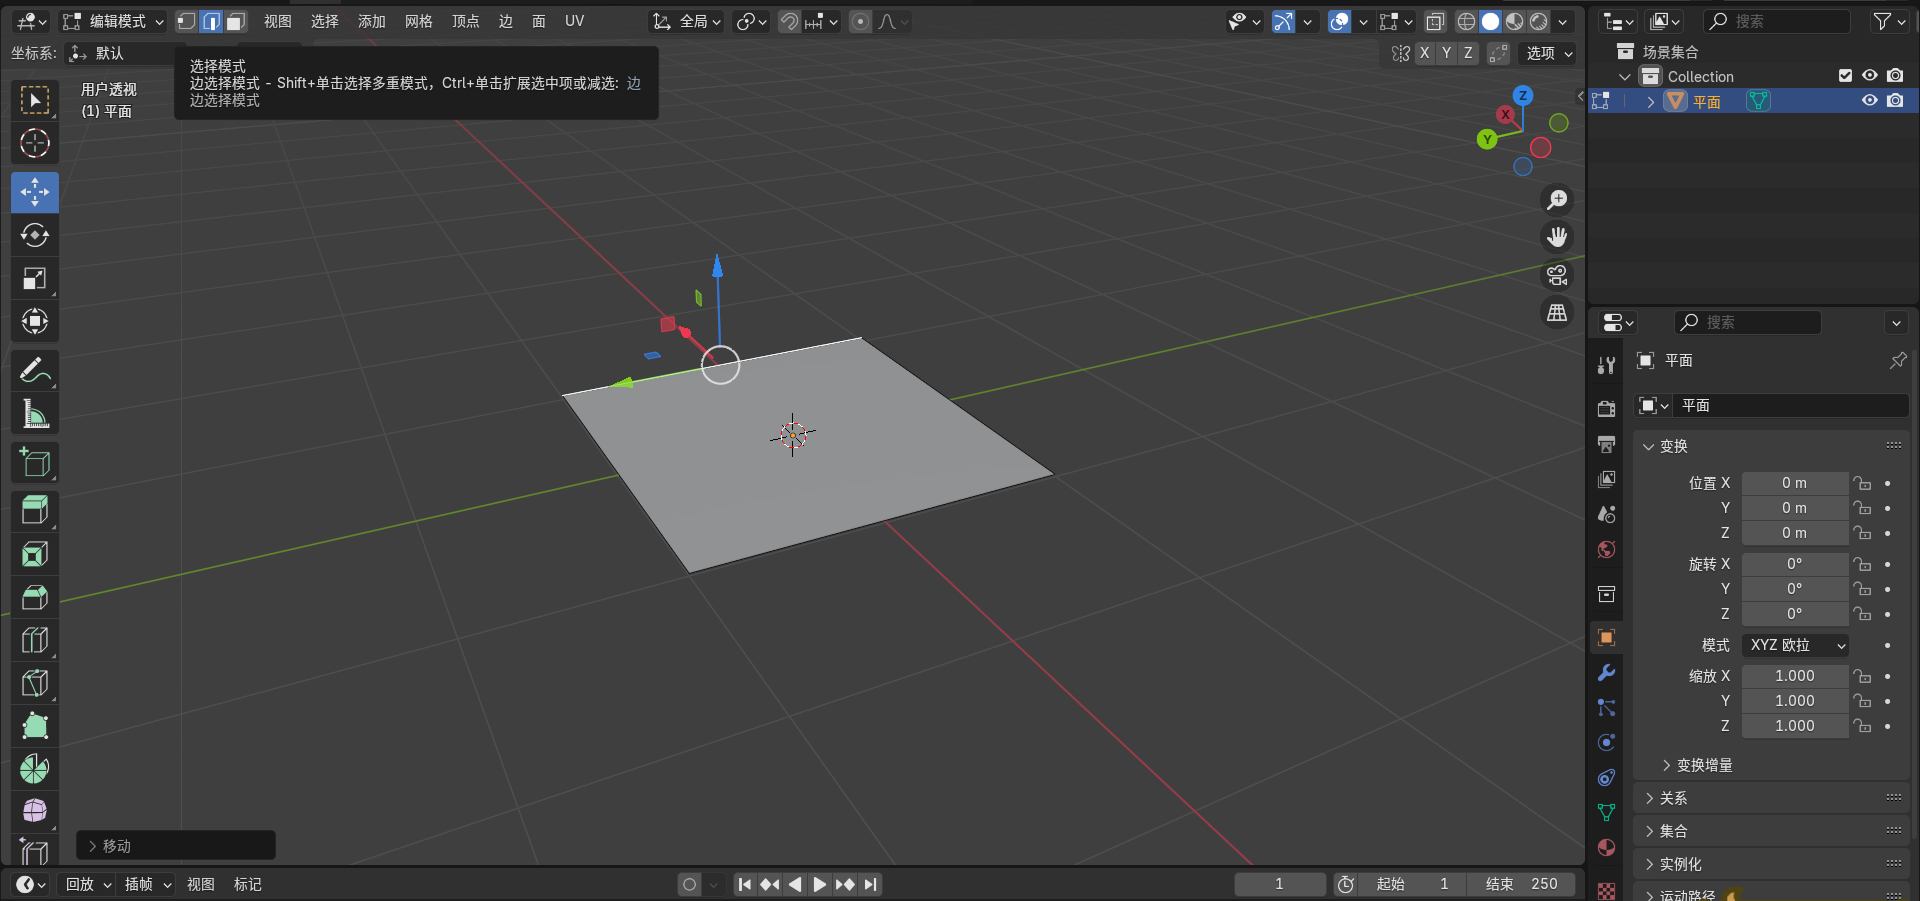 编辑模式 视图 选择 添加 网格 顶点 边 面 UV 全局
坐标系: 默认
X Y Z 选项
选择模式
边选择模式 - Shift+单击选择多重模式，Ctrl+单击扩展选中项或减选: 边
边选择模式
用户透视
(1) 平面
Z
X
Y
移动
回放 插帧 视图 标记
1 起始 1 结束 250
搜索
场景集合
Collection
平面
搜索
平面
平面
变换
位置 X 0 m
Y 0 m
Z 0 m
旋转 X 0°
Y 0°
Z 0°
模式 XYZ 欧拉
缩放 X 1.000
Y 1.000
Z 1.000
变换增量
关系
集合
实例化
运动路径